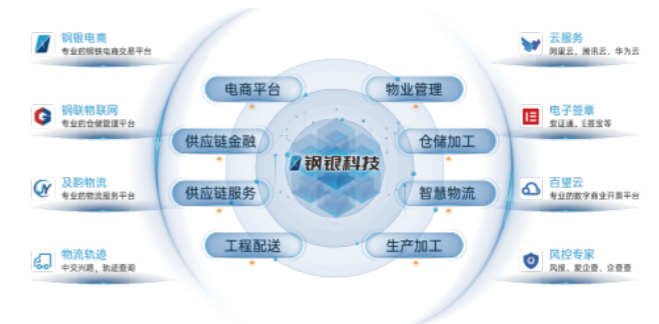 钢银电商
专业的钢铁电商交易平台
钢联物联网
专业的仓储管理平台
及韵物流
专业的物流服务平台
物流轨迹
中交兴路，轨迹查询
电商平台
供应链金融
供应链服务
工程配送
钢银科技
物业管理
仓储加工
智慧物流
生产加工
云服务
阿里云、腾讯云、华为云
电子签章
安证通、E签宝等
百望云
专业的数字商业开票平台
风控专家
风报、爱企查、企查查